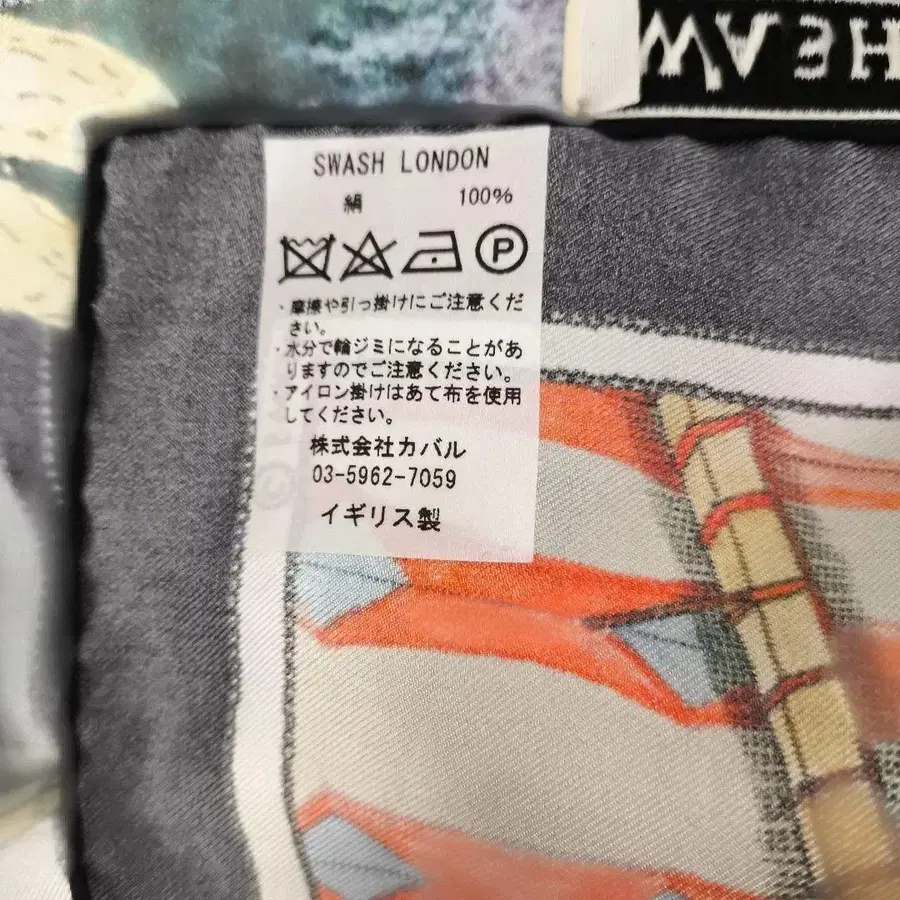 SWASH LONDON
絹 100%
P
・摩擦や引っ掛けにご注意くだ
さい。
・水分で輪ジミになることがあ
りますのでご注意ください。
・アイロン掛けはあて布を使用
してください。
株式会社カバル
03-5962-7059
イギリス製